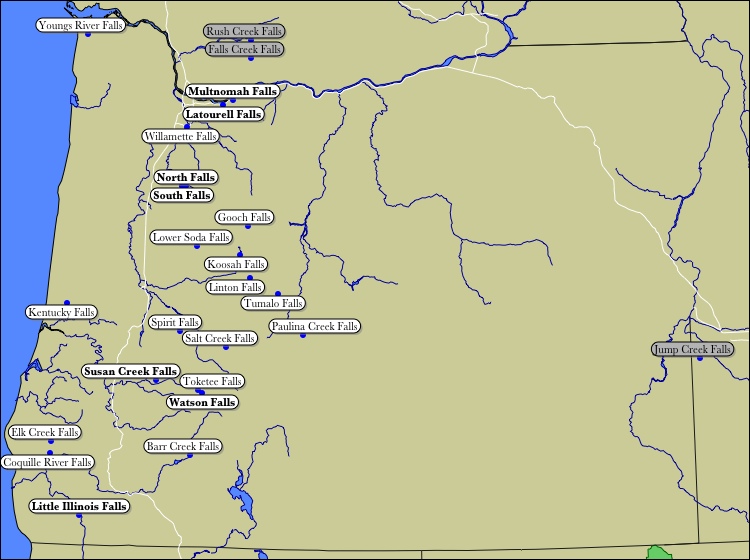 Youngs River Falls
Rush Creek Falls
Falls Creek Falls
Multnomah Falls
Latourell Falls
Willamette Falls
North Falls
South Falls
Gooch Falls
Lower Soda Falls
Koosah Falls
Linton Falls
Tumalo Falls
Kentucky Falls
Spirit Falls
Paulina Creek Falls
Salt Creek Falls
Jump Creek Falls
Susan Creek Falls
Toketee Falls
Watson Falls
Elk Creek Falls
Barr Creek Falls
Coquille River Falls
Little Illinois Falls